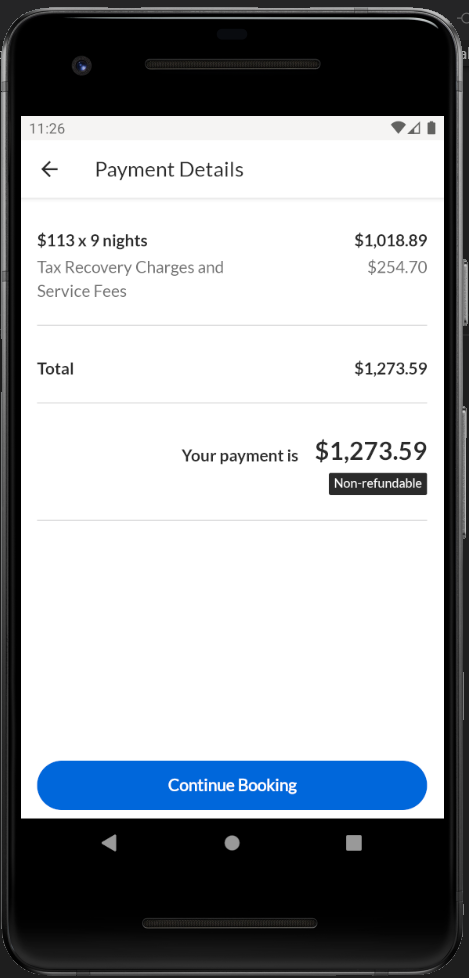 11:26
Payment Details
$113 x 9 nights $1,018.89
Tax Recovery Charges and $254.70
Service Fees
Total $1,273.59
Your payment is $1,273.59
Non-refundable
Continue Booking